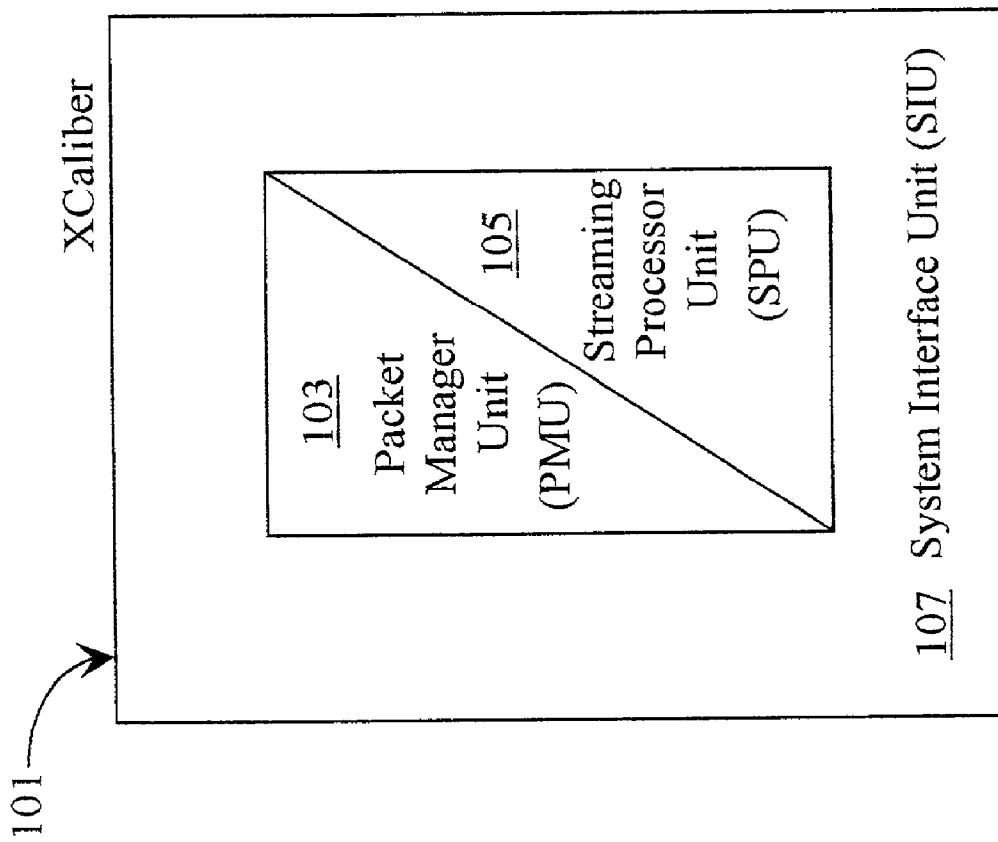 101
XCaliber
103
Packet
Manager
Unit
(PMU)
105
Streaming
Processor
Unit
(SPU)
107 System Interface Unit (SIU)